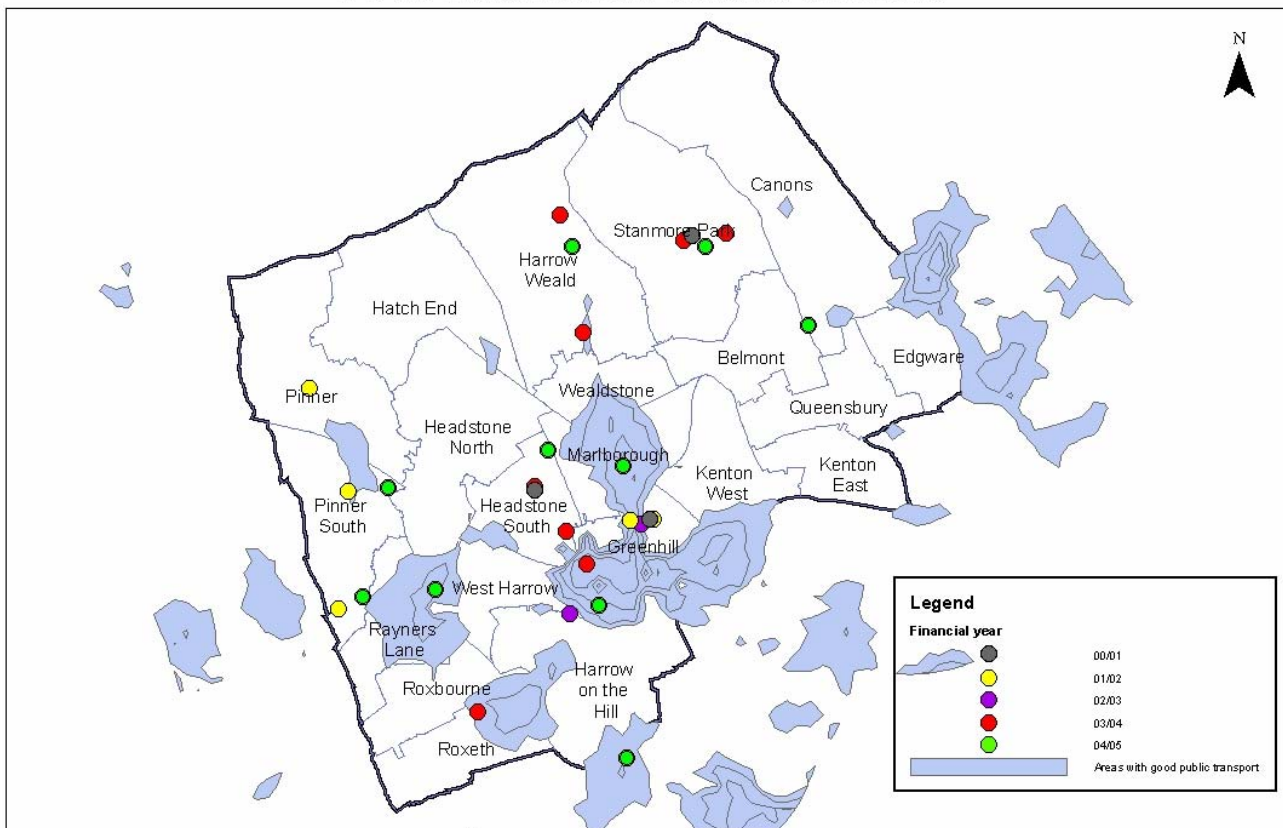 N
Canons
Stanmore Park
Harrow
Weald
Hatch End
Belmont
Edgware
Wealdstone
Pinner
Queensbury
Headstone
North
Marlborough
Kenton
East
Kenton
West
Pinner
South
Headstone
South
Greenhill
West Harrow
Rayners
Lane
Harrow
on the
Hill
Roxbourne
Roxeth
Legend
Financial year
00/01
01/02
02/03
03/04
04/05
Areas with good public transport